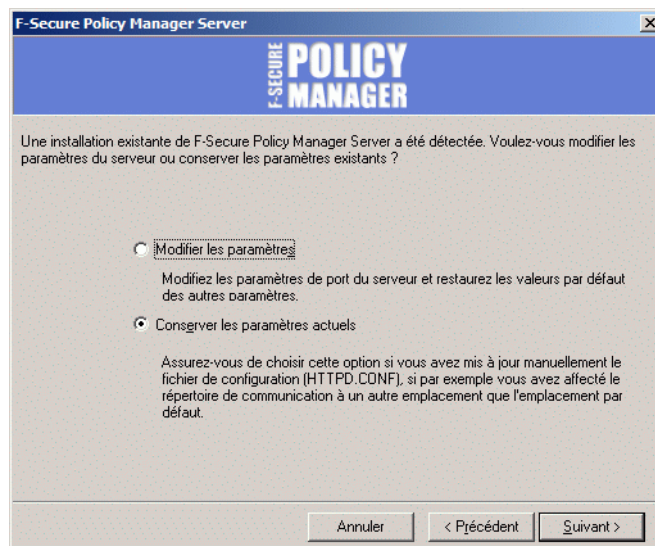 F-Secure Policy Manager Server
F-SECURE
POLICY
MANAGER
Une installation existante de F-Secure Policy Manager Server a été détectée. Voulez-vous modifier les
paramètres du serveur ou conserver les paramètres existants ?
Modifier les paramètres
Modifiez les paramètres de port du serveur et restaurez les valeurs par défaut
des autres paramètres.
Conserver les paramètres actuels
Assurez-vous de choisir cette option si vous avez mis à jour manuellement le
fichier de configuration (HTTPD.CONF), si par exemple vous avez affecté le
répertoire de communication à un autre emplacement que l'emplacement par
défaut.
Annuler
< Précédent
Suivant >